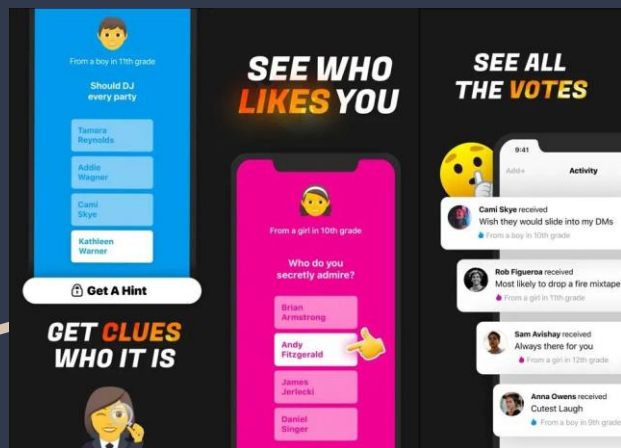 From a boy in 11th grade
Should DJ
every party
Tamara
Reynolds
Addie
Wagner
Cami
Skye
Kathleen
Warner
Get A Hint
GET CLUES
WHO IT IS
SEE WHO
LIKES YOU
From a girl in 10th grade
Who do you
secretly admire?
Brian
Armstrong
Andy
Fitzgerald
James
Jerlecki
Daniel
Singer
SEE ALL
THE VOTES
9:41
Add+
Activity
Cami Skye received
Wish they would slide into my DMs
From a boy in 10th grade
Rob Figueroa received
Most likely to drop a fire mixtape
From a girl in 11th grade
Sam Avishay received
Always there for you
From a girl in 12th grade
Anna Owens received
Cutest Laugh
From a boy in 9th grade